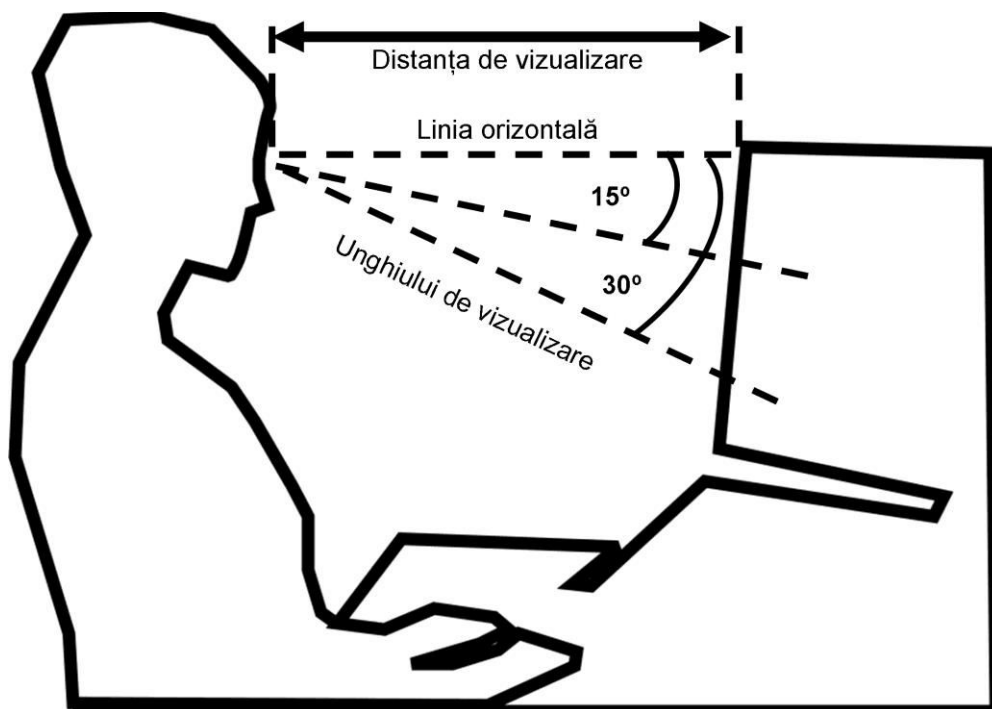 Distanța de vizualizare
Linia orizontală
15º
30º
Unghiului de vizualizare